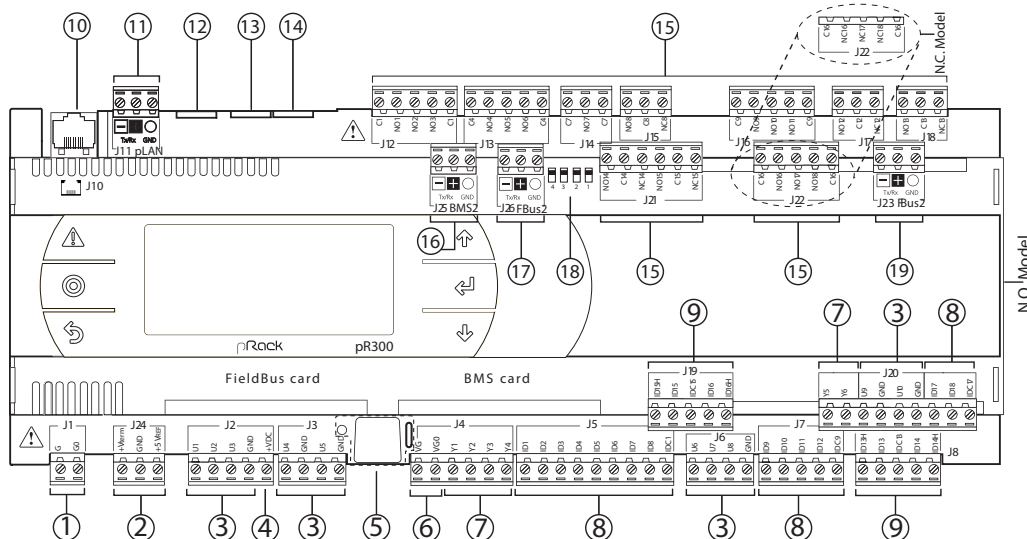 10 11 12 13 14 15
C16 NC16 NC17 NC18 C16
J22
N.C. Model
Tx/Rx GND
J11 pLAN
C1 NO1 NO2 NO3 C1
J12
C4 NO4 NO5 NO6 C4
J13
C7 NO7 C7
J14
NO8 C8 NC8
J15
C9 NO9 NO10 NO11 C9
J16
NO12 C12 NC12
J17
NO13 C13 NC13
J18
J10
Tx/Rx GND
J25 BMS2
Tx/Rx GND
J26 FBus2
4 3 2 1
NO14 C14 NC14 NO15 C15 NC15
J21
C16 NO16 NO17 NO18 C16
J22
Tx/Rx GND
J23 FBus2
16 17 18 15 15 19
N.O. Model
pRack pR300
FieldBus card BMS card
9 7 3 8
J19
ID15H ID15 IDC15 ID16 ID16H
Y5 Y6
J20
U9 GND U10 GND
ID17 ID18 IDC17
J1
G G0
J24
+Vterm GND +5 VREF
J2
U1 U2 U3 GND +VDC
J3
U4 GND U5 GND
J4
VG VG0 Y1 Y2 Y3 Y4
J5
ID1 ID2 ID3 ID4 ID5 ID6 ID7 ID8 IDC1
J6
U6 U7 U8 GND
J7
ID9 ID10 ID11 ID12 IDC9
ID13H ID13 IDC13 ID14 ID14H
J8
1 2 3 4 3 5 6 7 8 3 8 9